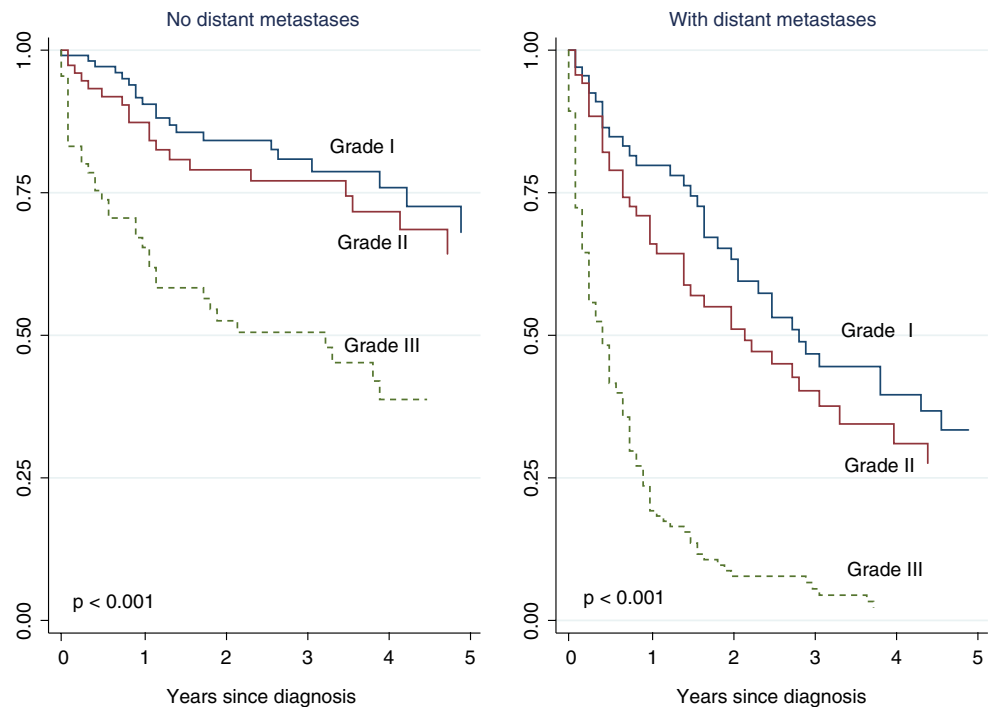 No distant metastases
With distant metastases
1.00
0.75
0.50
0.25
0.00
Grade I
Grade II
Grade III
p < 0.001
0 1 2 3 4 5
Years since diagnosis
1.00
0.75
0.50
0.25
0.00
Grade I
Grade II
Grade III
p < 0.001
0 1 2 3 4 5
Years since diagnosis